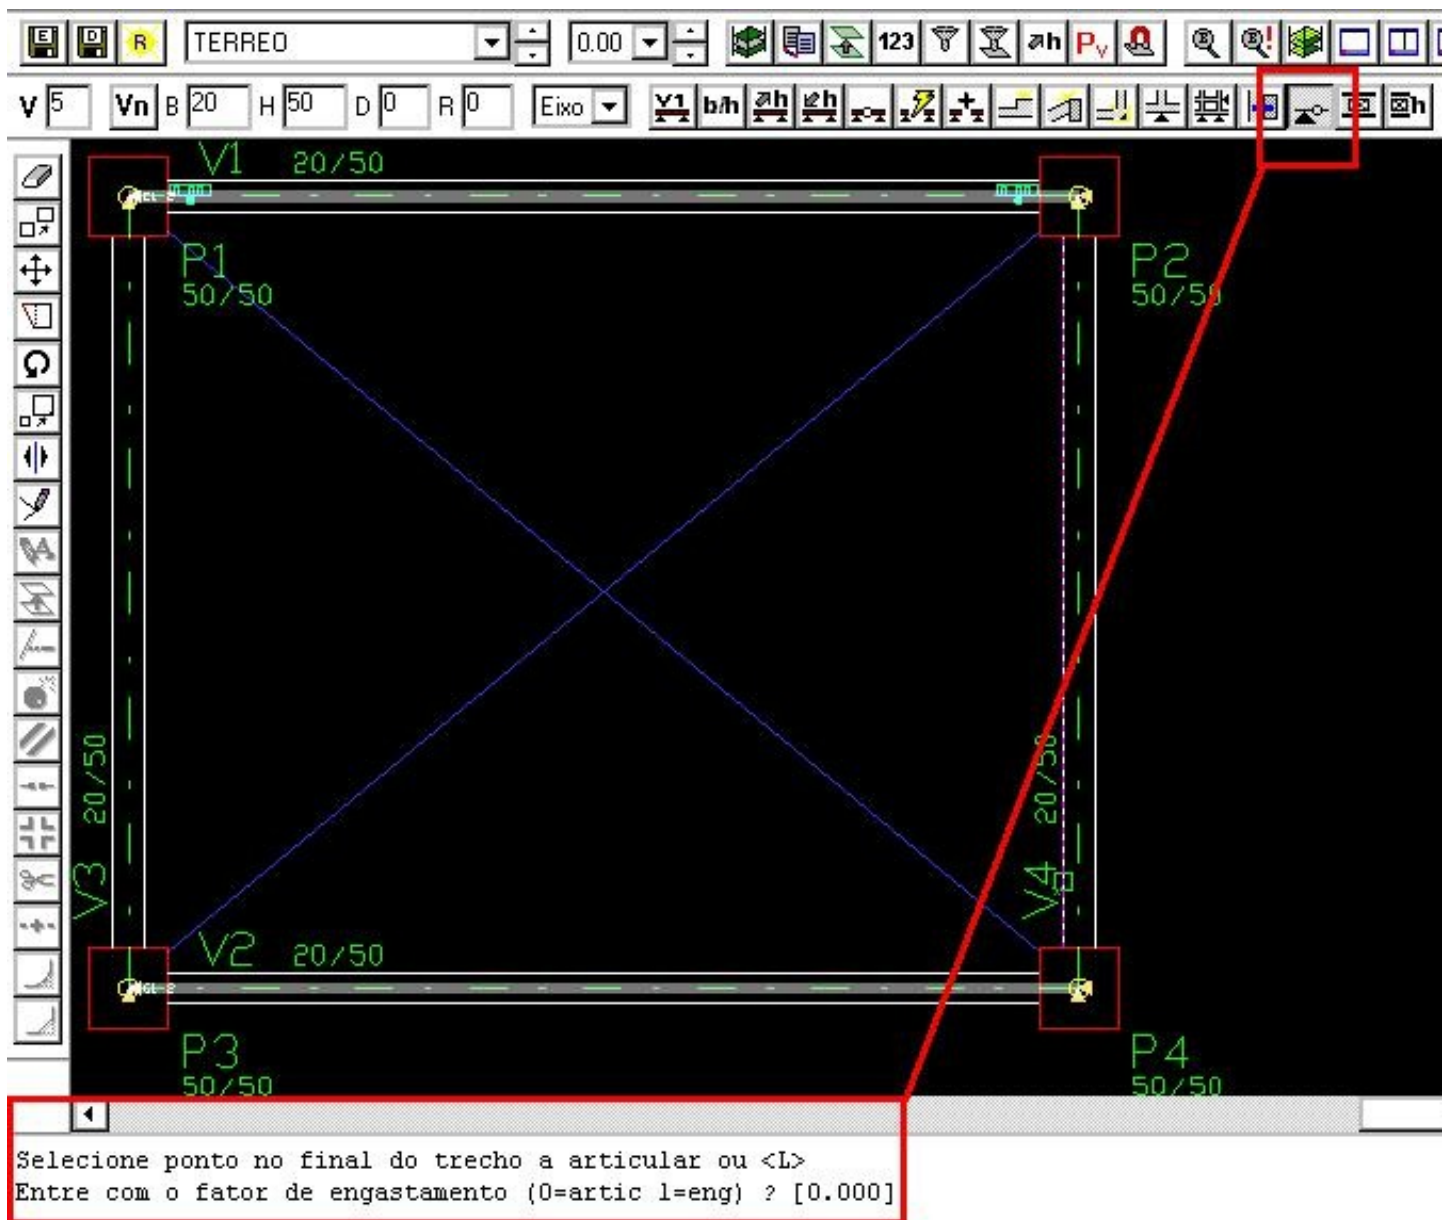 E D R TERREO 0.00 123 h Pv
V 5 Vn B 20 H 50 D 0 R 0 Eixo V1 b/h h h h
V1 20/50
P1
50/50
P2
50/50
V3 20/50
V4 20/50
V2 20/50
P3
50/50
P4
50/50
Selecione ponto no final do trecho a articular ou <L>
Entre com o fator de engastamento (0=artic 1=eng) ? [0.000]